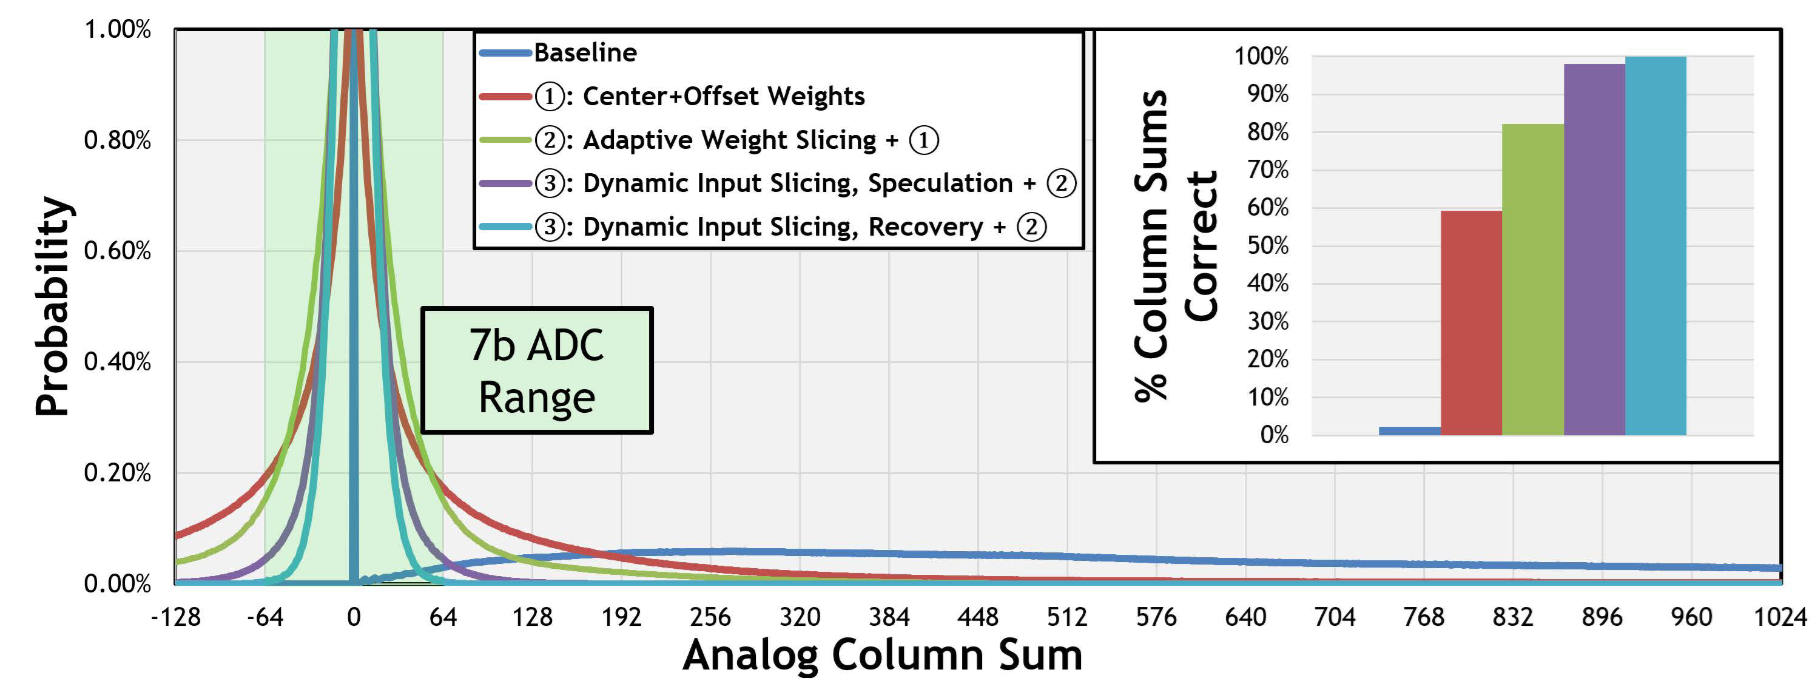 1.00%
0.80%
0.60%
0.40%
0.20%
0.00%
Probability
-128 -64 0 64 128 192 256 320 384 448 512 576 640 704 768 832 896 960 1024
Analog Column Sum
Baseline
①: Center+Offset Weights
②: Adaptive Weight Slicing + ①
③: Dynamic Input Slicing, Speculation + ②
③: Dynamic Input Slicing, Recovery + ②
7b ADC
Range
% Column Sums
Correct
100%
90%
80%
70%
60%
50%
40%
30%
20%
10%
0%